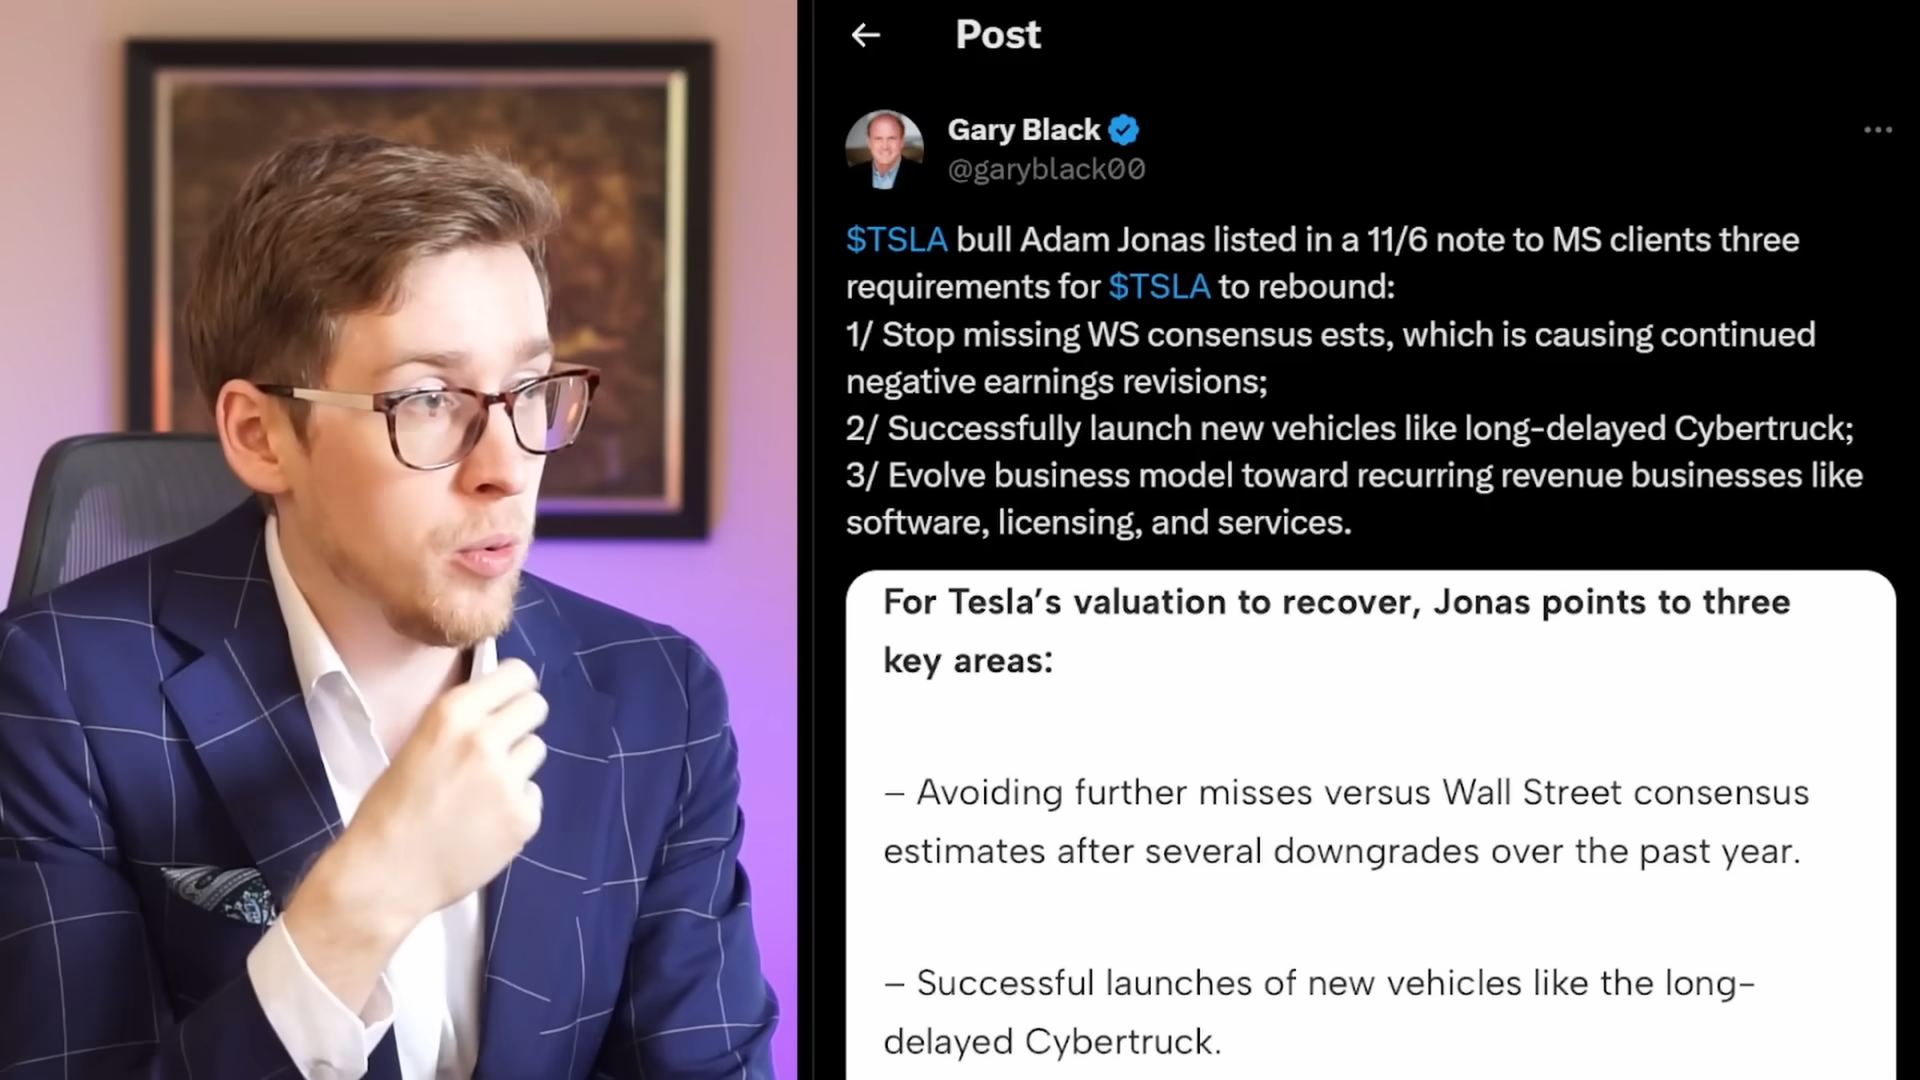 Post
Gary Black
@garyblack00
$TSLA bull Adam Jonas listed in a 11/6 note to MS clients three
requirements for $TSLA to rebound:
1/ Stop missing WS consensus ests, which is causing continued
negative earnings revisions;
2/ Successfully launch new vehicles like long-delayed Cybertruck;
3/ Evolve business model toward recurring revenue businesses like
software, licensing, and services.
For Tesla’s valuation to recover, Jonas points to three
key areas:
– Avoiding further misses versus Wall Street consensus
estimates after several downgrades over the past year.
– Successful launches of new vehicles like the long-
delayed Cybertruck.